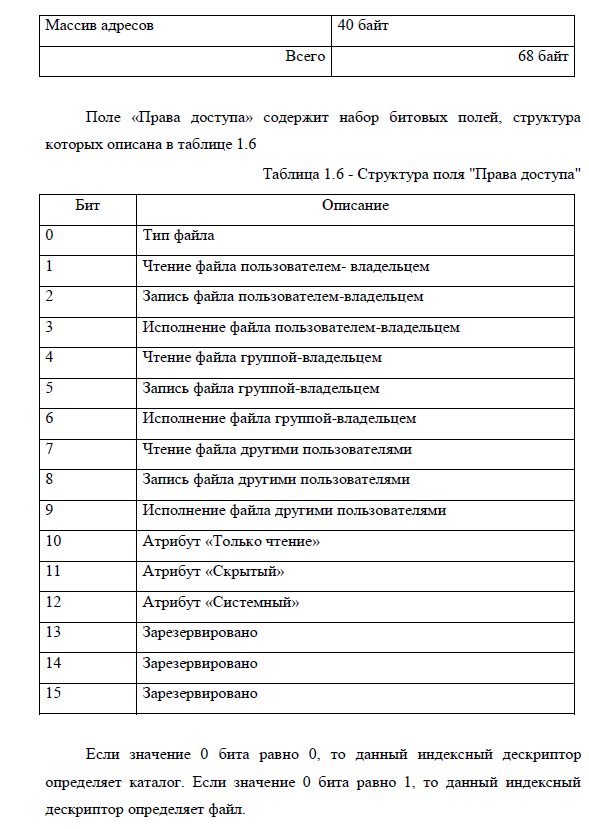 Массив адресов 40 байт
Всего 68 байт
Поле «Права доступа» содержит набор битовых полей, структура
которых описана в таблице 1.6
Таблица 1.6 - Структура поля "Права доступа"
Бит Описание
0 Тип файла
1 Чтение файла пользователем- владельцем
2 Запись файла пользователем-владельцем
3 Исполнение файла пользователем-владельцем
4 Чтение файла группой-владельцем
5 Запись файла группой-владельцем
6 Исполнение файла группой-владельцем
7 Чтение файла другими пользователями
8 Запись файла другими пользователями
9 Исполнение файла другими пользователями
10 Атрибут «Только чтение»
11 Атрибут «Скрытый»
12 Атрибут «Системный»
13 Зарезервировано
14 Зарезервировано
15 Зарезервировано
Если значение 0 бита равно 0, то данный индексный дескриптор
определяет каталог. Если значение 0 бита равно 1, то данный индексный
дескриптор определяет файл.